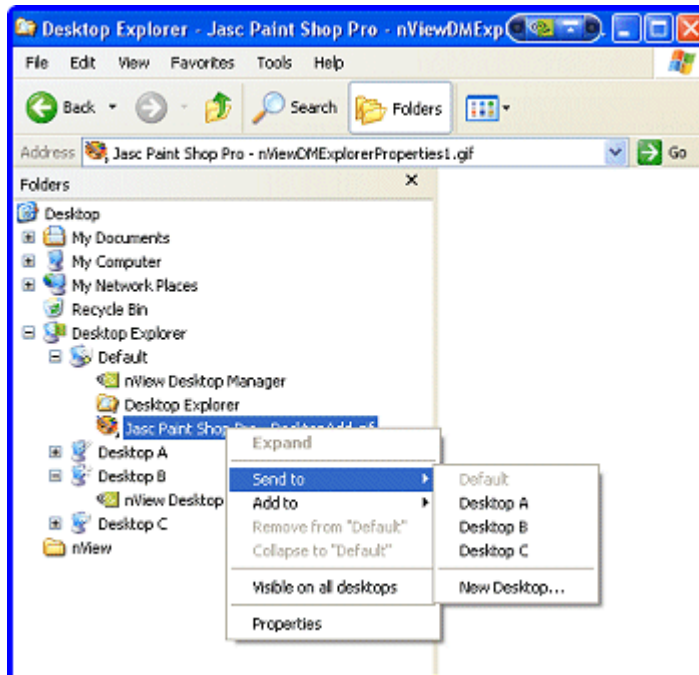 Desktop Explorer - Jasc Paint Shop Pro - nViewDMExp
File Edit View Favorites Tools Help
Back Search Folders
Address Jasc Paint Shop Pro - nViewDMExplorerProperties1.gif Go
Folders
Desktop
My Documents
My Computer
My Network Places
Recycle Bin
Desktop Explorer
Default
nView Desktop Manager
Desktop Explorer
Jasc Paint Shop Pro - DesktopAdd.gif
Desktop A
Desktop B
nView Desktop
Desktop C
nView
Expand
Send to
Add to
Remove from "Default"
Collapse to "Default"
Visible on all desktops
Properties
Default
Desktop A
Desktop B
Desktop C
New Desktop...